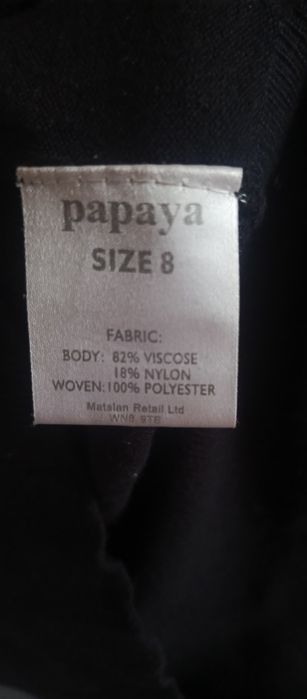 papaya
SIZE 8
FABRIC:
BODY: 82% VISCOSE
18% NYLON
WOVEN:100% POLYESTER
Matalan Retail Ltd
WN8 9TB